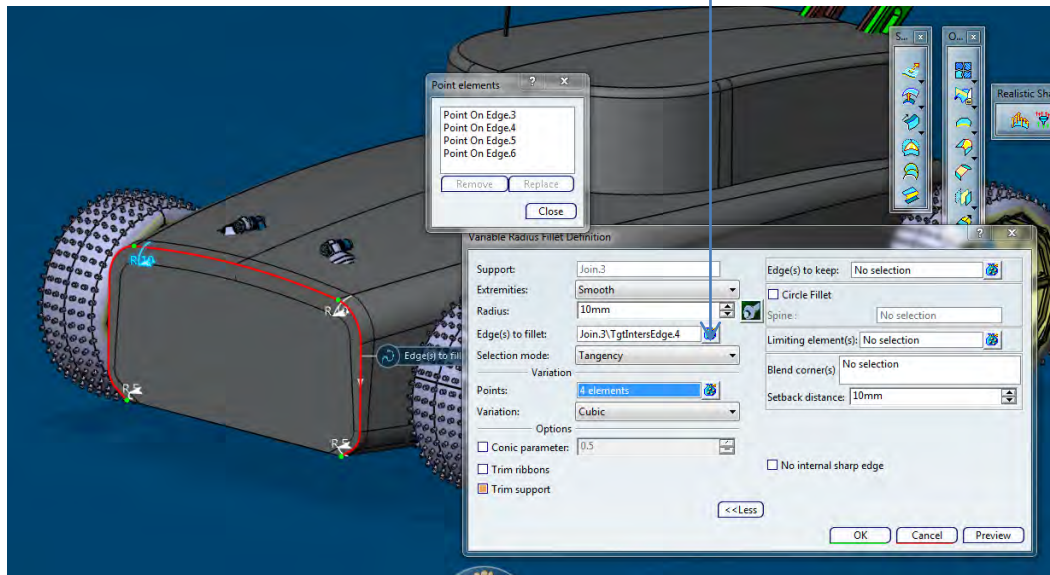 S...
O...
Realistic Sha
Point elements
Point On Edge.3
Point On Edge.4
Point On Edge.5
Point On Edge.6
Remove
Replace
Close
Variable Radius Fillet Definition
Support:
Join.3
Extremities:
Smooth
Radius:
10mm
Edge(s) to fillet:
Join.3\TgtIntersEdge.4
Selection mode:
Tangency
Variation
Points:
4 elements
Variation:
Cubic
Options
Conic parameter:
0.5
Trim ribbons
Trim support
Edge(s) to keep:
No selection
Circle Fillet
Spine :
No selection
Limiting element(s):
No selection
Blend corner(s)
No selection
Setback distance:
10mm
No internal sharp edge
<<Less
OK
Cancel
Preview
Edge(s) to fill
R 10
R 5
R 5